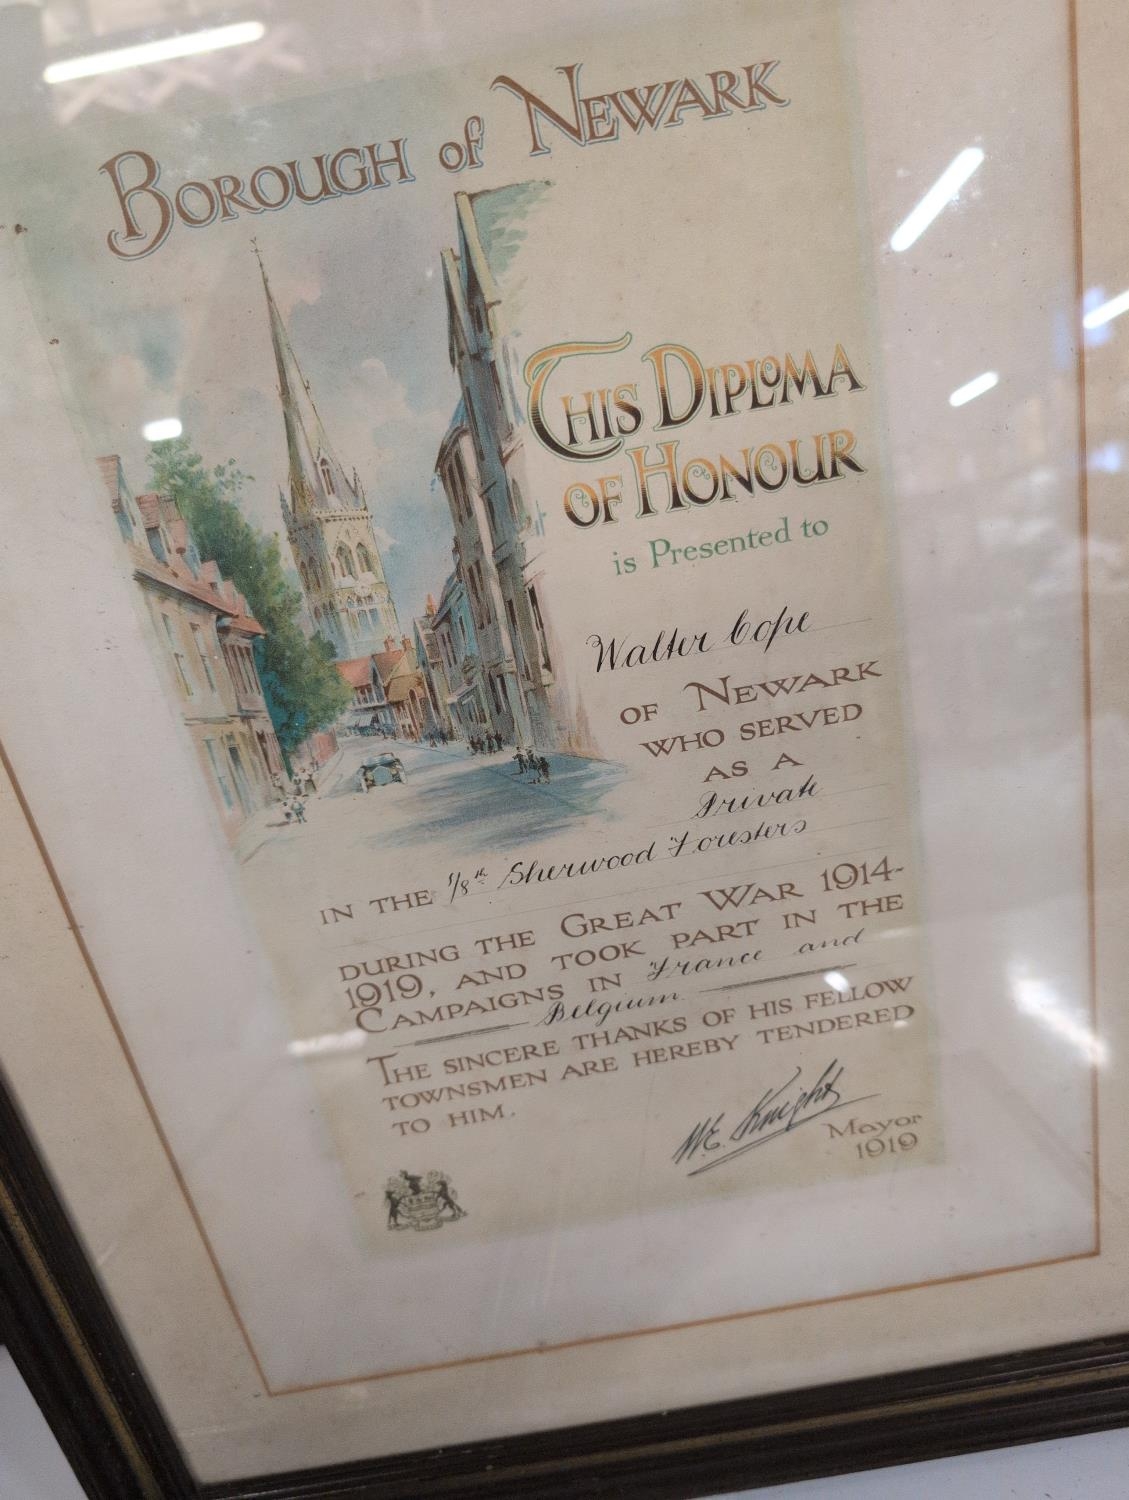 BOROUGH OF NEWARK
THIS DIPLOMA
OF HONOUR
is Presented to
Walter Cope
OF NEWARK
WHO SERVED
AS A
Private
IN THE 1/8th Sherwood Foresters
DURING THE GREAT WAR 1914-
1919, AND TOOK PART IN THE
CAMPAIGNS IN France and
Belgium.
THE SINCERE THANKS OF HIS FELLOW
TOWNSMEN ARE HEREBY TENDERED
TO HIM.
W.E. Knight
Mayor
1919